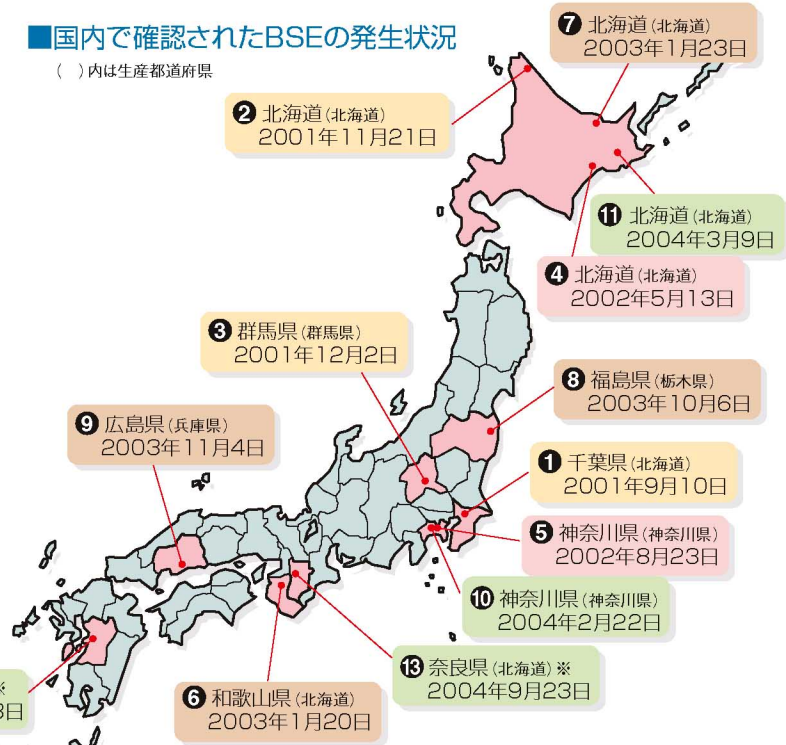 ■国内で確認されたBSEの発生状況
( )内は生産都道府県
❼ 北海道(北海道)
2003年1月23日
❷ 北海道(北海道)
2001年11月21日
⓫ 北海道(北海道)
2004年3月9日
❹ 北海道(北海道)
2002年5月13日
❸ 群馬県(群馬県)
2001年12月2日
❽ 福島県(栃木県)
2003年10月6日
❾ 広島県(兵庫県)
2003年11月4日
❶ 千葉県(北海道)
2001年9月10日
❺ 神奈川県(神奈川県)
2002年8月23日
❿ 神奈川県(神奈川県)
2004年2月22日
⓭ 奈良県(北海道)※
2004年9月23日
❻ 和歌山県(北海道)
2003年1月20日
※
3日